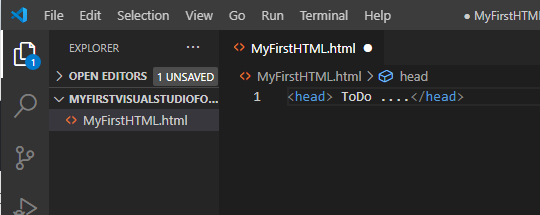 File Edit Selection View Go Run Terminal Help ● MyFirstHTM
EXPLORER ··· <> MyFirstHTML.html ●
> OPEN EDITORS 1 UNSAVED <> MyFirstHTML.html > head
MYFIRSTVISUALSTUDIOFO... 1 <head> ToDo ....</head>
<> MyFirstHTML.html
1